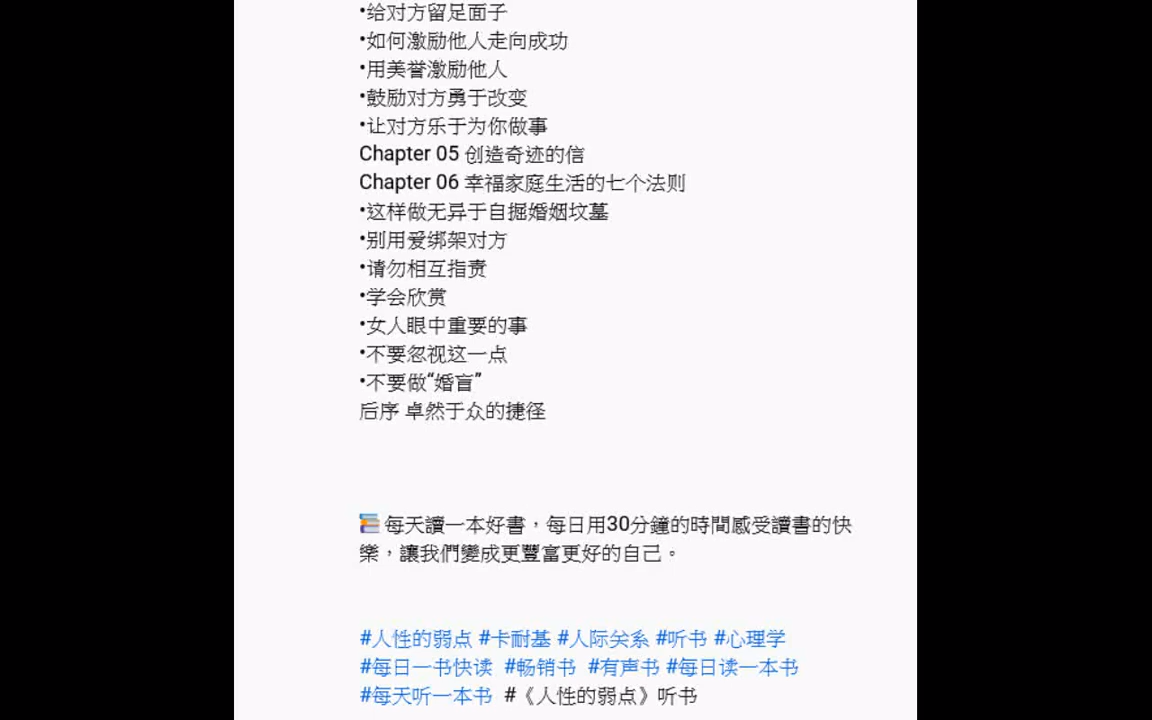 •给对方留足面子
•如何激励他人走向成功
•用美誉激励他人
•鼓励对方勇于改变
•让对方乐于为你做事
Chapter 05 创造奇迹的信
Chapter 06 幸福家庭生活的七个法则
•这样做无异于自掘婚姻坟墓
•别用爱绑架对方
•请勿相互指责
•学会欣赏
•女人眼中重要的事
•不要忽视这一点
•不要做“婚盲”
后序 卓然于众的捷径
📚 每天讀一本好書，每日用30分鐘的時間感受讀書的快
樂，讓我們變成更豐富更好的自己。
#人性的弱点 #卡耐基 #人际关系 #听书 #心理学
#每日一书快读 #畅销书 #有声书 #每日读一本书
#每天听一本书 #《人性的弱点》听书